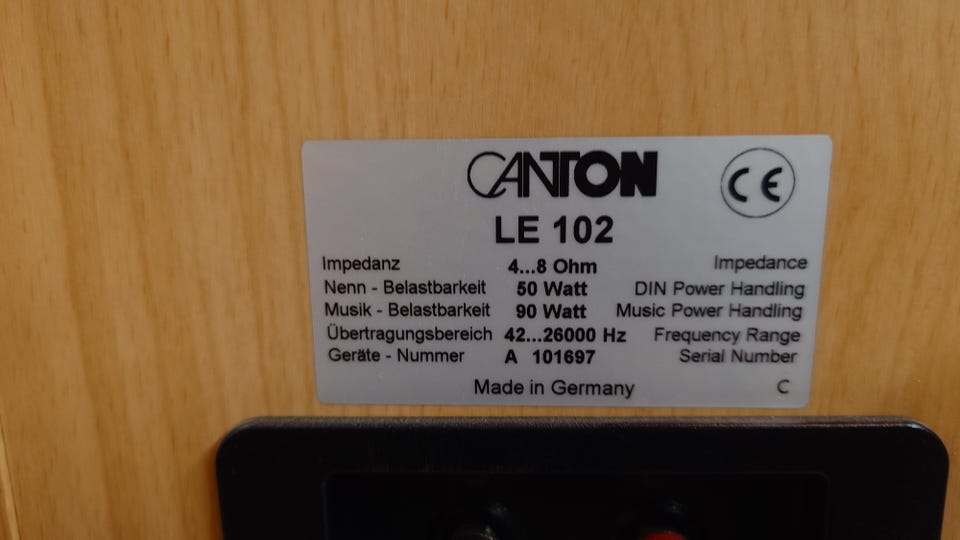 CANTON CE
LE 102
Impedanz 4...8 Ohm Impedance
Nenn - Belastbarkeit 50 Watt DIN Power Handling
Musik - Belastbarkeit 90 Watt Music Power Handling
Übertragungsbereich 42...26000 Hz Frequency Range
Geräte - Nummer A 101697 Serial Number
Made in Germany C